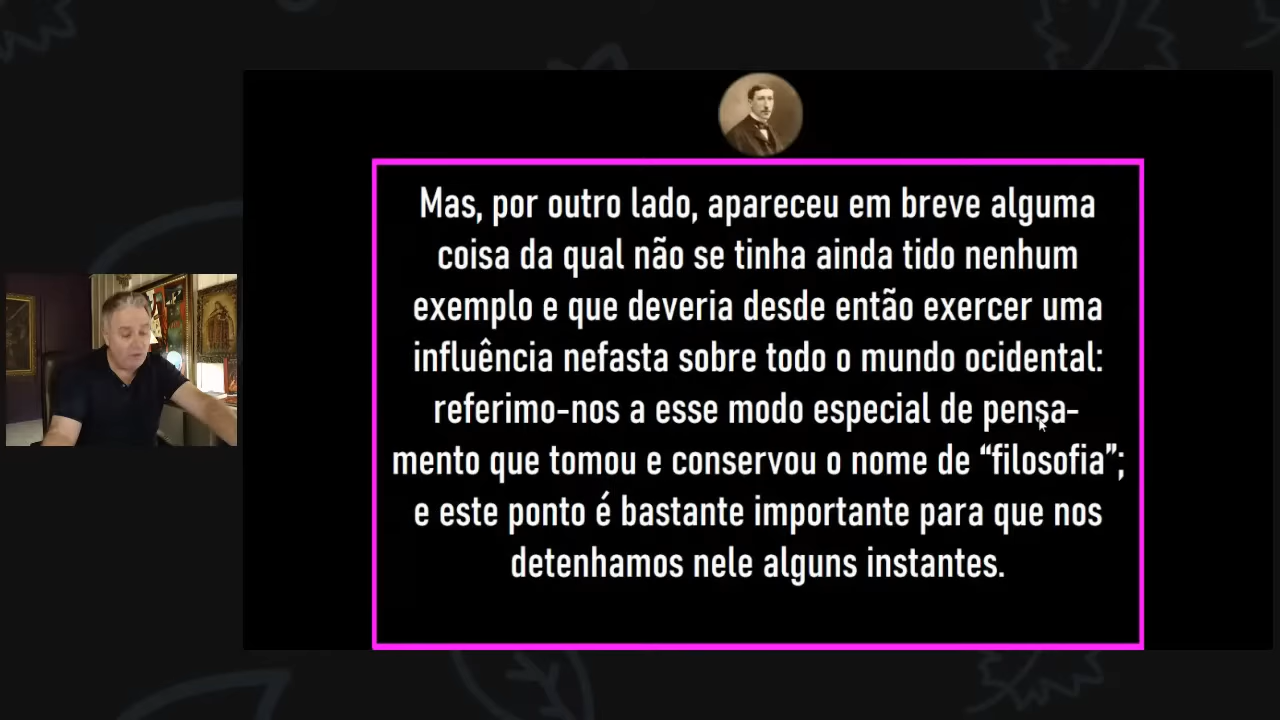 Mas, por outro lado, apareceu em breve alguma
coisa da qual não se tinha ainda tido nenhum
exemplo e que deveria desde então exercer uma
influência nefasta sobre todo o mundo ocidental:
referimo-nos a esse modo especial de pensa-
mento que tomou e conservou o nome de “filosofia”;
e este ponto é bastante importante para que nos
detenhamos nele alguns instantes.